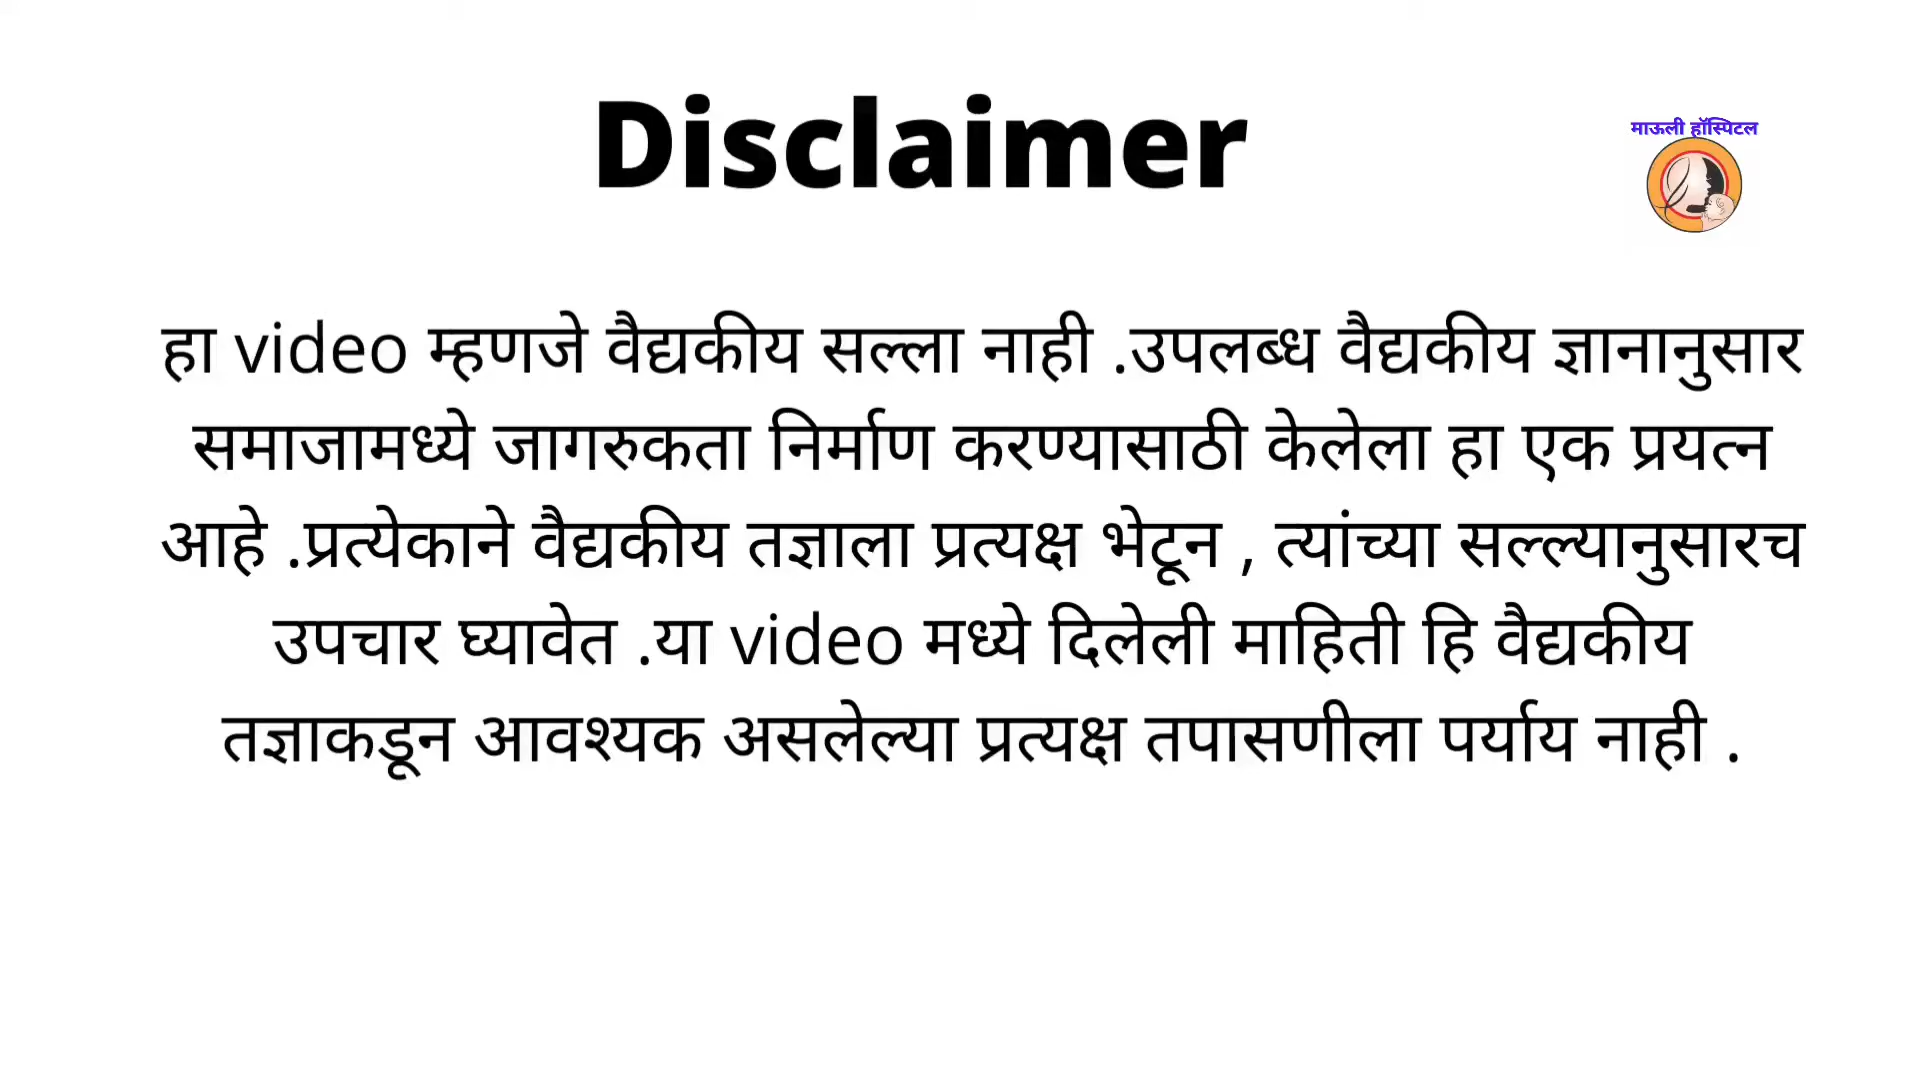 Disclaimer
माऊली हॉस्पिटल
हा video म्हणजे वैद्यकीय सल्ला नाही .उपलब्ध वैद्यकीय ज्ञानानुसार
समाजामध्ये जागरुकता निर्माण करण्यासाठी केलेला हा एक प्रयत्न
आहे .प्रत्येकाने वैद्यकीय तज्ञाला प्रत्यक्ष भेटून , त्यांच्या सल्ल्यानुसारच
उपचार घ्यावेत .या video मध्ये दिलेली माहिती हि वैद्यकीय
तज्ञाकडून आवश्यक असलेल्या प्रत्यक्ष तपासणीला पर्याय नाही .